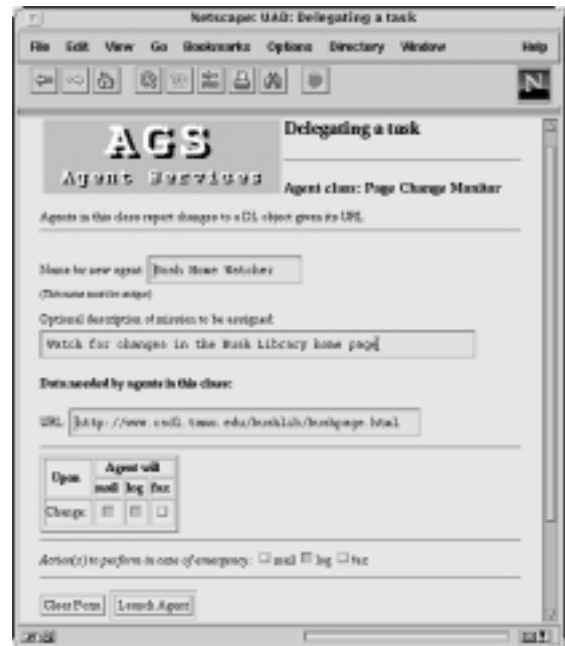 Netscape: UAD: Delegating a task
File Edit View Go Bookmarks Options Directory Window Help
N
AGS
Agent Services
Delegating a task
Agent class: Page Change Monitor
Agents in this class report changes to a DL object given its URL.
Name for new agent: Bush Home Watcher
(This name must be unique)
Optional description of mission to be assigned:
Watch for changes in the Bush Library home page
Data needed by agents in this class:
URL: http://www.csdl.tamu.edu/bushlib/bushpage.html
Upon Agent will
mail log fax
Change:
Action(s) to perform in case of emergency: mail log fax
Clear Form Launch Agent